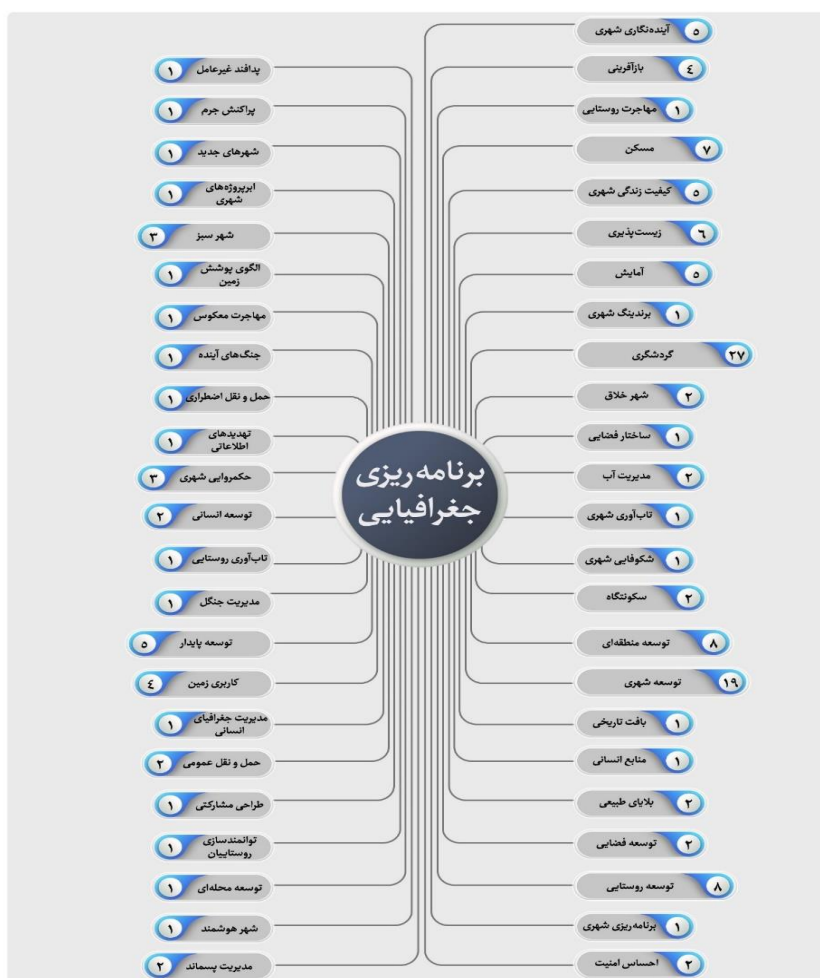 آینده‌نگاری شهری ۵
بازآفرینی ۴
مهاجرت روستایی ۱
مسکن ۷
کیفیت زندگی شهری ۵
زیست‌پذیری ۶
آمایش ۵
برندینگ شهری ۱
گردشگری ۲۷
شهر خلاق ۲
ساختار فضایی ۱
مدیریت آب ۲
تاب‌آوری شهری ۱
شکوفایی شهری ۱
سکونتگاه ۲
توسعه منطقه‌ای ۸
توسعه شهری ۱۹
بافت تاریخی ۱
منابع انسانی ۱
بلایای طبیعی ۲
توسعه فضایی ۲
توسعه روستایی ۸
برنامه‌ریزی شهری ۱
احساس امنیت ۲
برنامه ریزی
جغرافیایی
پدافند غیرعامل ۱
پراکنش جرم ۱
شهرهای جدید ۱
ابرپروژه‌های
شهری ۱
شهر سبز ۳
الگوی پوشش
زمین ۱
مهاجرت معکوس ۱
جنگ‌های آینده ۱
حمل و نقل اضطراری ۱
تهدیدهای
اطلاعاتی ۱
حکمروایی شهری ۳
توسعه انسانی ۲
تاب‌آوری روستایی ۱
مدیریت جنگل ۱
توسعه پایدار ۵
کاربری زمین ۴
مدیریت جغرافیای
انسانی ۱
حمل و نقل عمومی ۲
طراحی مشارکتی ۱
توانمندسازی
روستاییان ۱
توسعه محله‌ای ۱
شهر هوشمند ۱
مدیریت پسماند ۲